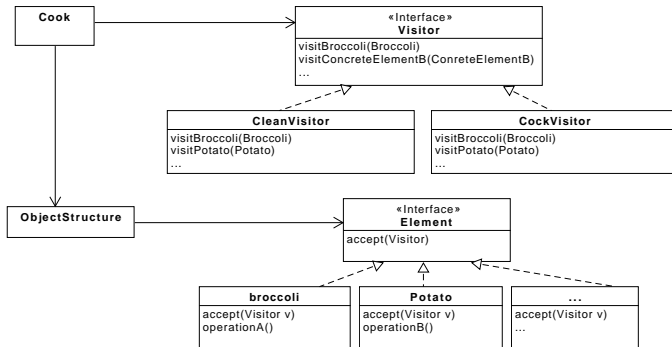 Cook
«Interface»
Visitor
visitBroccoli(Broccoli)
visitConcreteElementB(ConreteElementB)
...
CleanVisitor
visitBroccoli(Broccoli)
visitPotato(Potato)
...
CockVisitor
visitBroccoli(Broccoli)
visitPotato(Potato)
...
ObjectStructure
«Interface»
Element
accept(Visitor)
broccoli
accept(Visitor v)
operationA()
Potato
accept(Visitor v)
operationB()
...
accept(Visitor v)
...